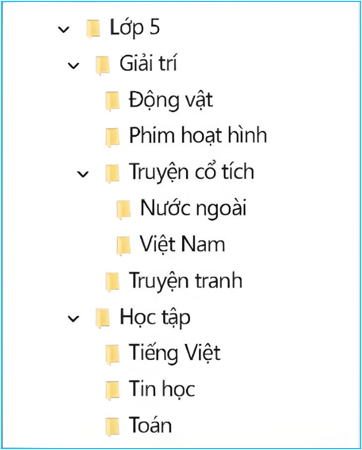 Lớp 5
Giải trí
Động vật
Phim hoạt hình
Truyện cổ tích
Nước ngoài
Việt Nam
Truyện tranh
Học tập
Tiếng Việt
Tin học
Toán